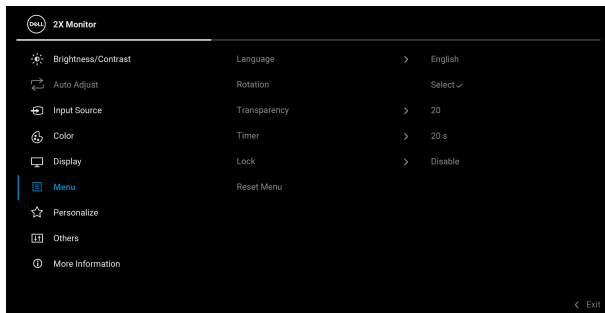 DELL 2X Monitor
Brightness/Contrast Language > English
Auto Adjust Rotation Select ✓
Input Source Transparency > 20
Color Timer > 20 s
Display Lock > Disable
Menu Reset Menu
Personalize
Others
More Information
< Exit